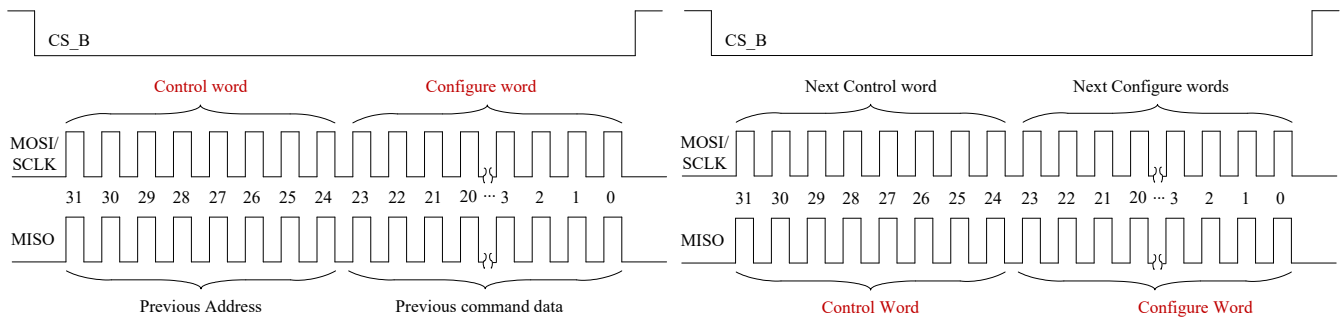 CS_B
Control word
Configure word
MOSI/
SCLK
31 30 29 28 27 26 25 24 23 22 21 20 ... 3 2 1 0
MISO
Previous Address
Previous command data
CS_B
Next Control word
Next Configure words
MOSI/
SCLK
31 30 29 28 27 26 25 24 23 22 21 20 ... 3 2 1 0
MISO
Control Word
Configure Word